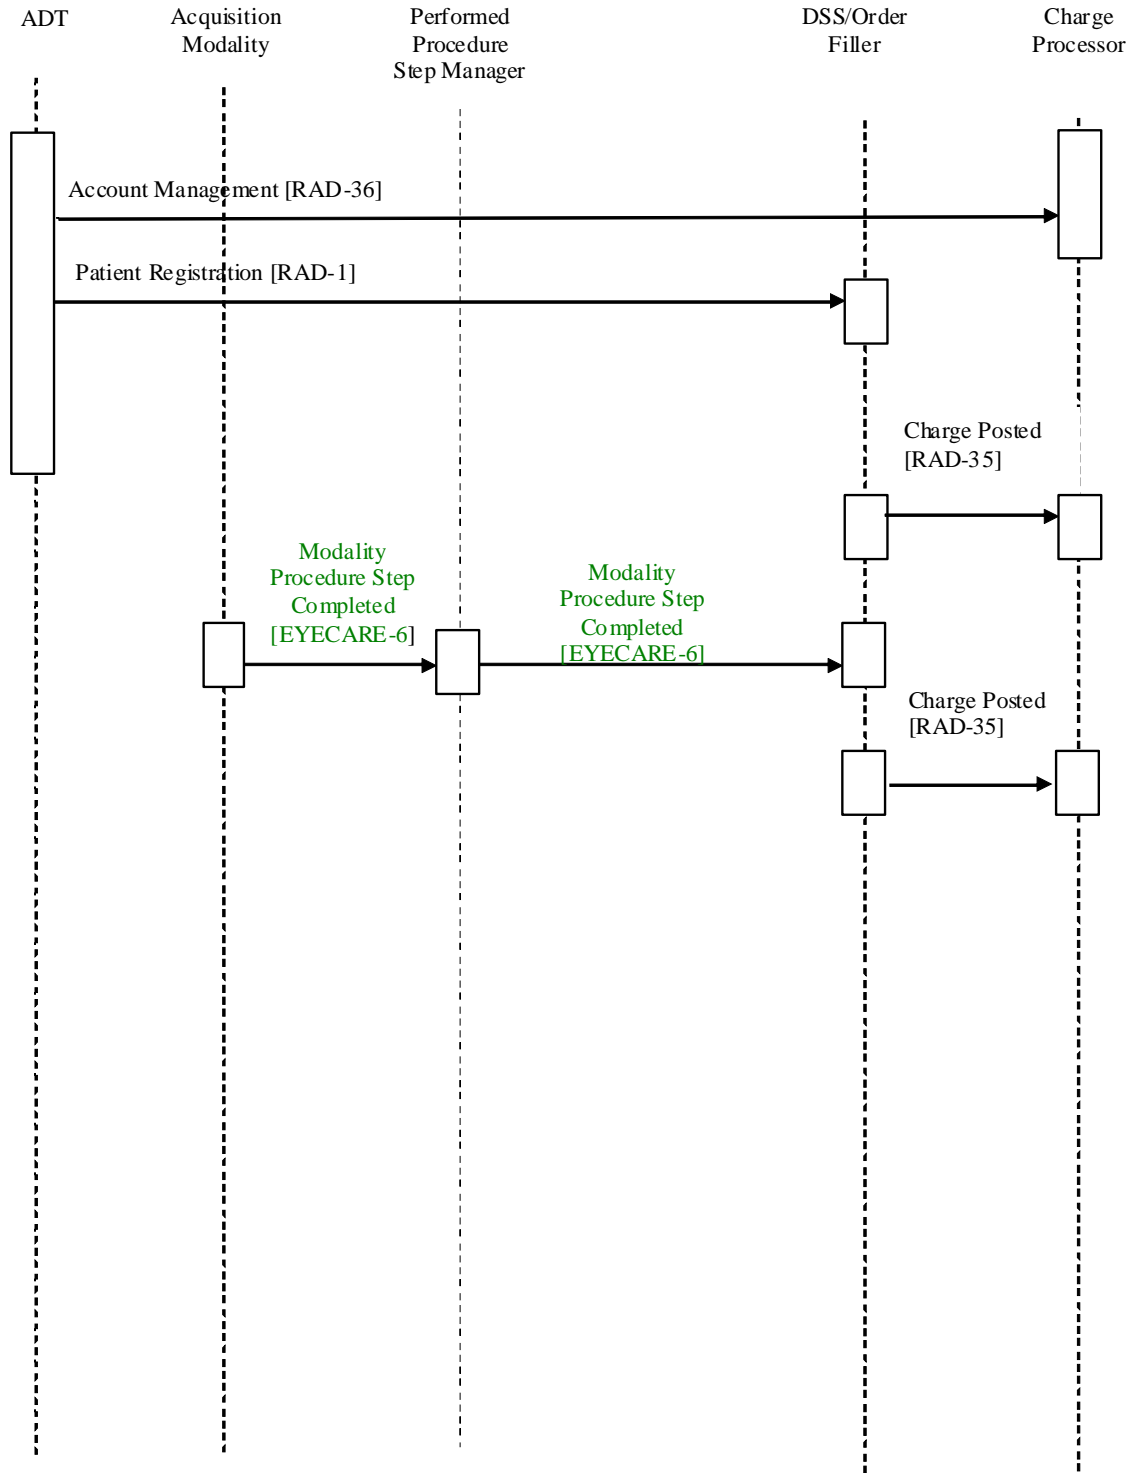 ADT
Acquisition
Modality
Performed
Procedure
Step Manager
DSS/Order
Filler
Charge
Processor
Account Management [RAD-36]
Patient Registration [RAD-1]
Charge Posted
[RAD-35]
Modality
Procedure Step
Completed
[EYECARE-6]
Modality
Procedure Step
Completed
[EYECARE-6]
Charge Posted
[RAD-35]